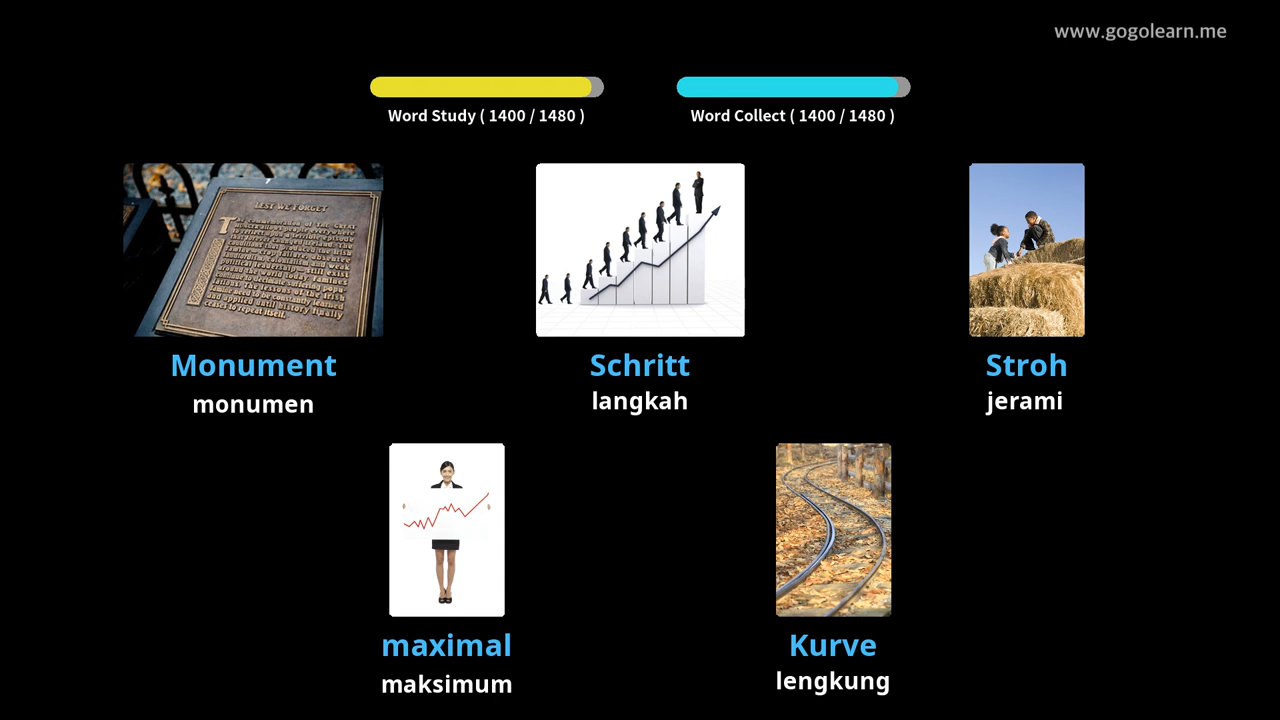 www.gogolearn.me
Word Study ( 1400 / 1480 )
Word Collect ( 1400 / 1480 )
LEST WE FORGET
Monument
monumen
Schritt
langkah
Stroh
jerami
maximal
maksimum
Kurve
lengkung